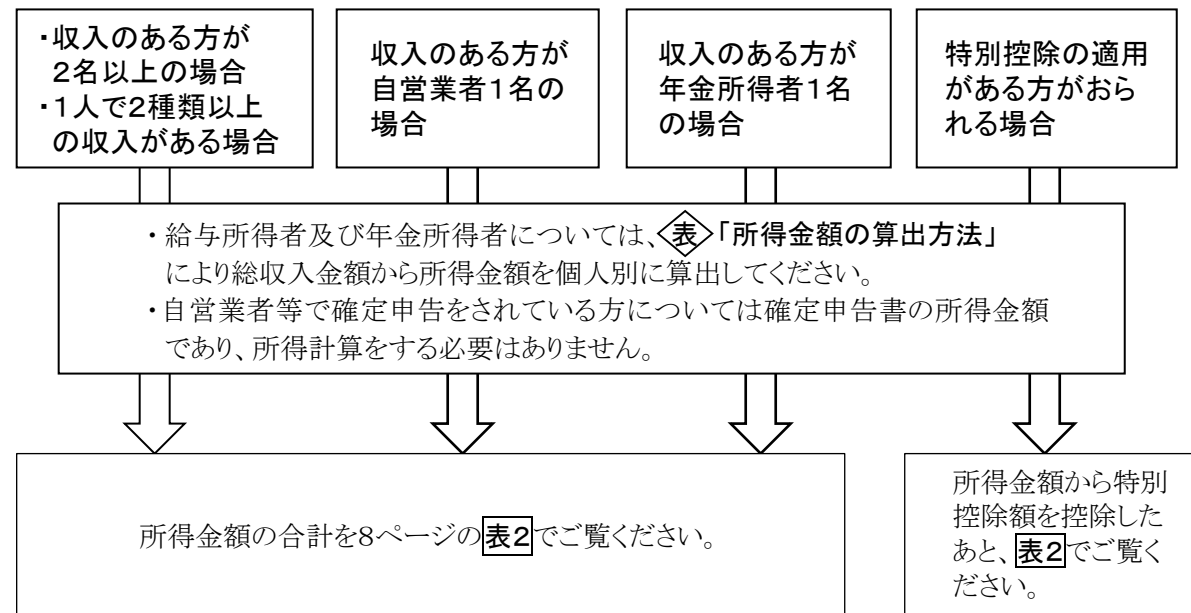 ・収入のある方が
2名以上の場合
・1人で2種類以上
の収入がある場合
収入のある方が
自営業者1名の
場合
収入のある方が
年金所得者1名
の場合
特別控除の適用
がある方がおら
れる場合
・給与所得者及び年金所得者については、表「所得金額の算出方法」
により総収入金額から所得金額を個人別に算出してください。
・自営業者等で確定申告をされている方については確定申告書の所得金額
であり、所得計算をする必要はありません。
所得金額の合計を8ページの表2でご覧ください。
所得金額から特別
控除額を控除した
あと、表2でご覧く
ださい。